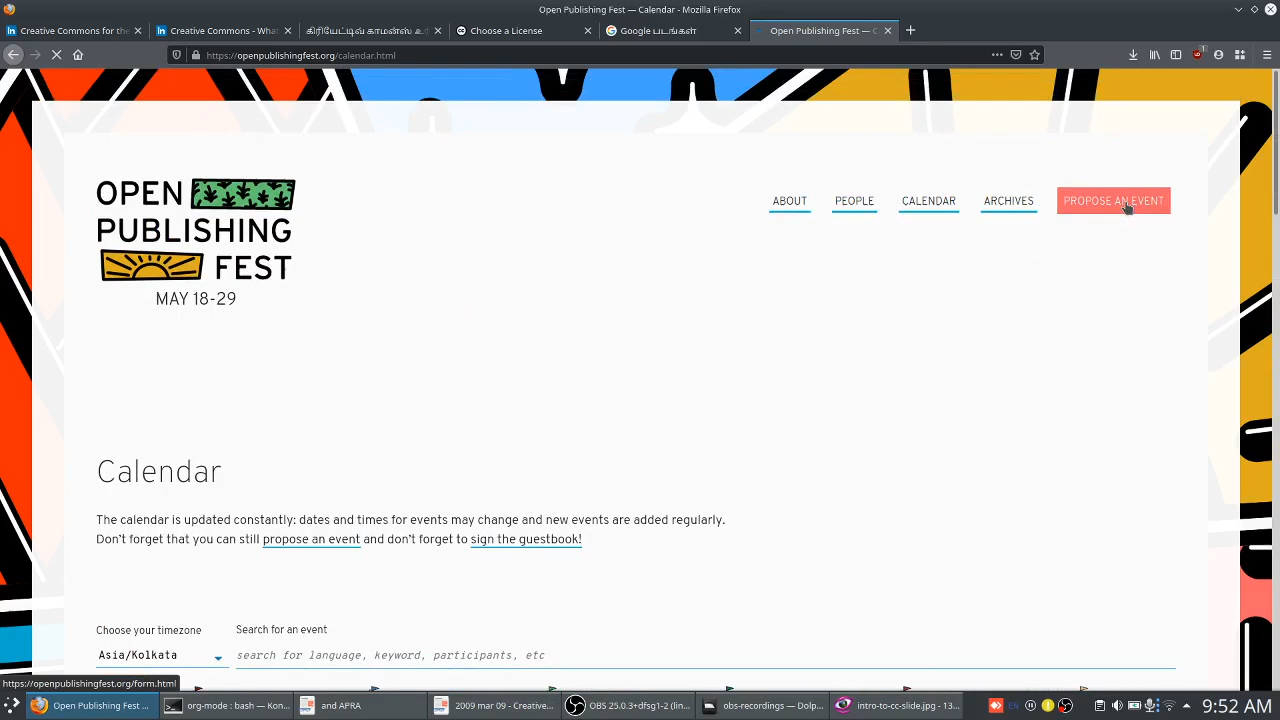 Open Publishing Fest — Calendar - Mozilla Firefox
Creative Commons for the
Creative Commons - What
கிரியேட்டில் காமன்ஸ் உ
Choose a License
Google படங்கள்
Open Publishing Fest — C
https://openpublishingfest.org/calendar.html
OPEN
PUBLISHING
FEST
MAY 18-29
ABOUT
PEOPLE
CALENDAR
ARCHIVES
PROPOSE AN EVENT
Calendar
The calendar is updated constantly: dates and times for events may change and new events are added regularly.
Don't forget that you can still propose an event and don't forget to sign the guestbook!
Choose your timezone
Search for an event
Asia/Kolkata
search for language, keyword, participants, etc
https://openpublishingfest.org/form.html
Open Publishing Fest ...
org-mode : bash — Kon...
and APRA
2009 mar 09 - Creative...
OBS 25.0.3+dfsg1-2 (lin...
obs-recordings — Dolp...
intro-to-cc-slide.jpg - 13...
EN
9:52 AM